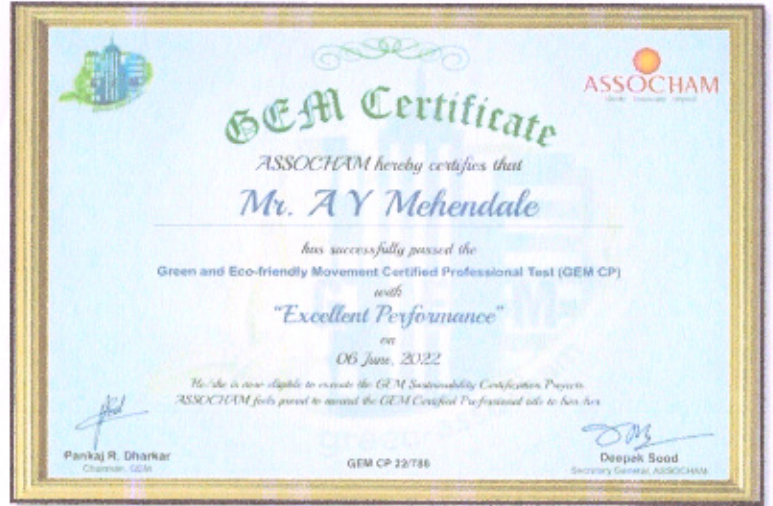 ASSOCHAM
GEM Certificate
ASSOCHAM hereby certifies that
Mr. A Y Mehendale
has successfully passed the
Green and Eco-friendly Movement Certified Professional Test (GEM CP)
with
"Excellent Performance"
on
06 June, 2022
He/she is now eligible to execute the GEM Sustainability Certification Projects.
ASSOCHAM feels proud to award the GEM Certified Professional title to him/her
Pankaj R. Dharkar
Chairman, GEM
GEM CP 22/786
Deepak Sood
Secretary General, ASSOCHAM